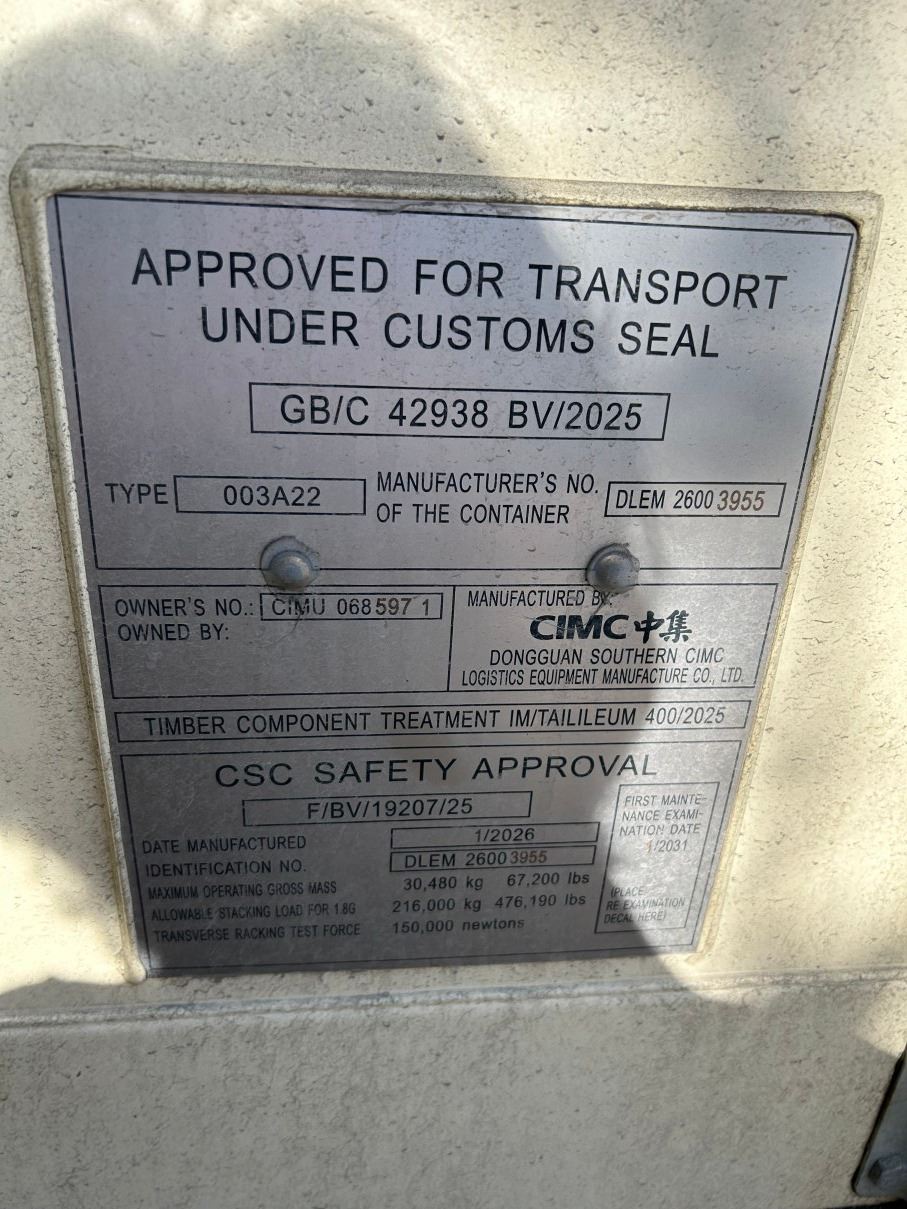 APPROVED FOR TRANSPORT
UNDER CUSTOMS SEAL
GB/C 42938 BV/2025
TYPE 003A22
MANUFACTURER'S NO.
OF THE CONTAINER
DLEM 2600 3955
OWNER'S NO.: CIMU 068597 1
OWNED BY:
MANUFACTURED BY:
CIMC 中集
DONGGUAN SOUTHERN CIMC
LOGISTICS EQUIPMENT MANUFACTURE CO., LTD.
TIMBER COMPONENT TREATMENT IM/TAILILEUM 400/2025
CSC SAFETY APPROVAL
F/BV/19207/25
DATE MANUFACTURED 1/2026
IDENTIFICATION NO. DLEM 2600 3955
MAXIMUM OPERATING GROSS MASS 30,480 kg 67,200 lbs
ALLOWABLE STACKING LOAD FOR 1.8G 216,000 kg 476,190 lbs
TRANSVERSE RACKING TEST FORCE 150,000 newtons
FIRST MAINTE-
NANCE EXAMI-
NATION DATE
1/2031
(PLACE
RE-EXAMINATION
DECAL HERE)